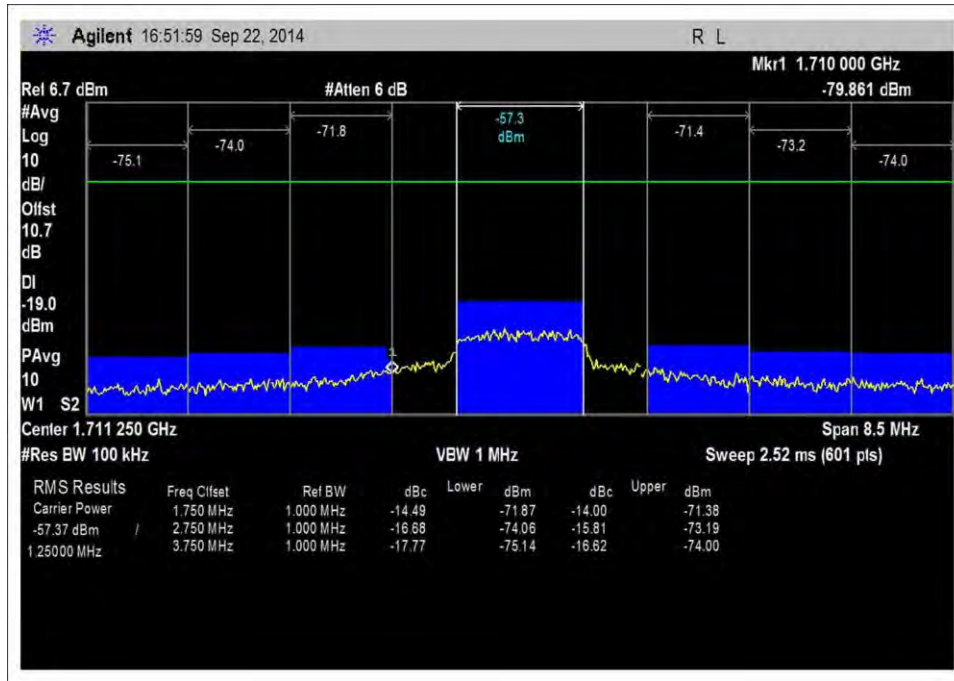 Agilent 16:51:59 Sep 22, 2014 R L
Mkr1 1.710 000 GHz
Rel 6.7 dBm #Atten 6 dB -79.861 dBm
#Avg
Log
10
dB/
Offst
10.7
dB
DI
-19.0
dBm
PAvg
10
W1 S2
-75.1 -74.0 -71.8 -57.3 dBm -71.4 -73.2 -74.0
1
Center 1.711 250 GHz Span 8.5 MHz
#Res BW 100 kHz VBW 1 MHz Sweep 2.52 ms (601 pts)
RMS Results Freq Offset Ref BW dBc Lower dBm dBc Upper dBm
Carrier Power 1.750 MHz 1.000 MHz -14.49 -71.87 -14.00 -71.38
-57.37 dBm / 2.750 MHz 1.000 MHz -16.68 -74.06 -15.81 -73.19
1.25000 MHz 3.750 MHz 1.000 MHz -17.77 -75.14 -16.62 -74.00